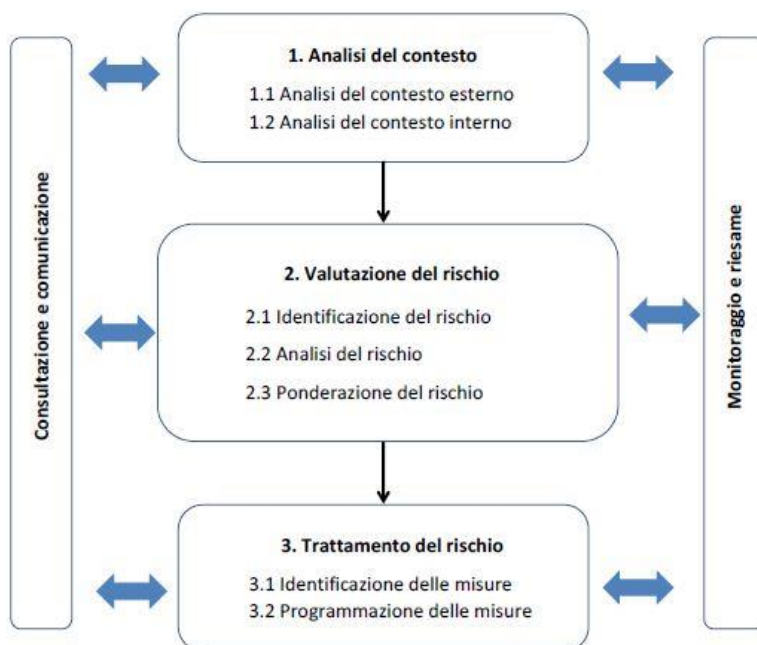 Consultazione e comunicazione
1. Analisi del contesto
1.1 Analisi del contesto esterno
1.2 Analisi del contesto interno
2. Valutazione del rischio
2.1 Identificazione del rischio
2.2 Analisi del rischio
2.3 Ponderazione del rischio
3. Trattamento del rischio
3.1 Identificazione delle misure
3.2 Programmazione delle misure
Monitoraggio e riesame